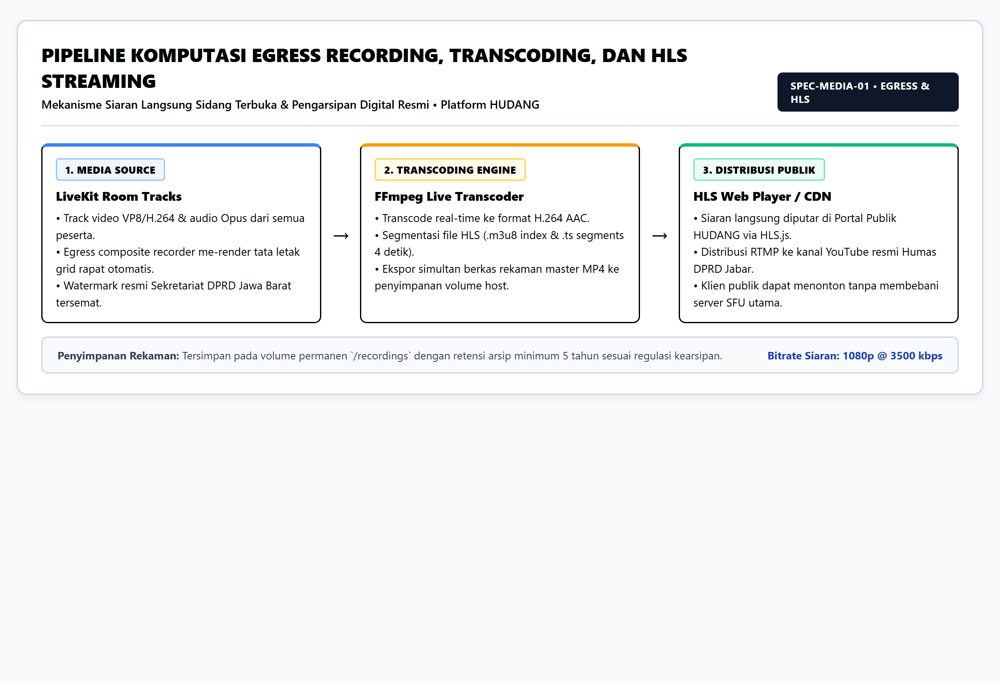 PIPELINE KOMPUTASI EGRESS RECORDING, TRANSCODING, DAN HLS
STREAMING
Mekanisme Siaran Langsung Sidang Terbuka & Pengarsipan Digital Resmi • Platform HUDANG
SPEC-MEDIA-01 • EGRESS &
HLS
1. MEDIA SOURCE
LiveKit Room Tracks
• Track video VP8/H.264 & audio Opus dari semua
peserta.
• Egress composite recorder me-render tata letak
grid rapat otomatis.
• Watermark resmi Sekretariat DPRD Jawa Barat
tersemat.
→
2. TRANSCODING ENGINE
FFmpeg Live Transcoder
• Transcode real-time ke format H.264 AAC.
• Segmentasi file HLS (.m3u8 index & .ts segments
4 detik).
• Ekspor simultan berkas rekaman master MP4 ke
penyimpanan volume host.
→
3. DISTRIBUSI PUBLIK
HLS Web Player / CDN
• Siaran langsung diputar di Portal Publik
HUDANG via HLS.js.
• Distribusi RTMP ke kanal YouTube resmi Humas
DPRD Jabar.
• Klien publik dapat menonton tanpa membebani
server SFU utama.
Penyimpanan Rekaman: Tersimpan pada volume permanen `/recordings` dengan retensi arsip minimum 5 tahun sesuai regulasi kearsipan.
Bitrate Siaran: 1080p @ 3500 kbps